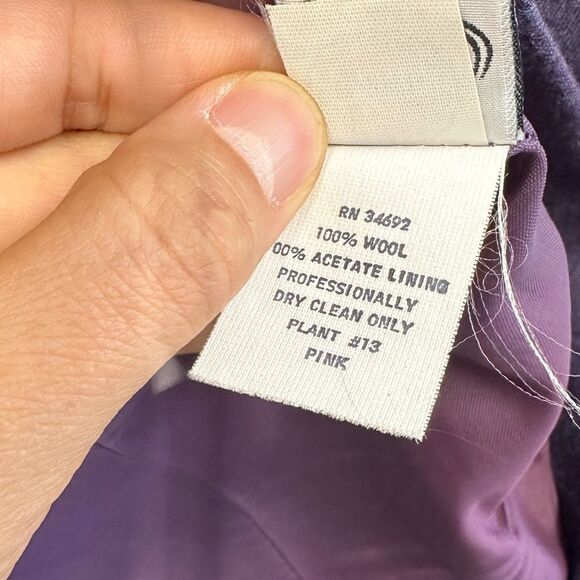 RN 34692
100% WOOL
00% ACETATE LINING
PROFESSIONALLY
DRY CLEAN ONLY
PLANT #13
PINK